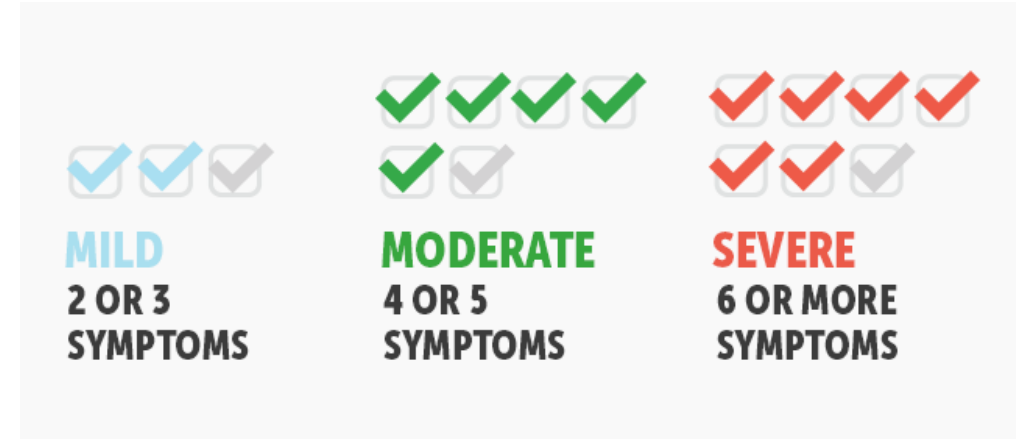 MILD
2 OR 3
SYMPTOMS
MODERATE
4 OR 5
SYMPTOMS
SEVERE
6 OR MORE
SYMPTOMS